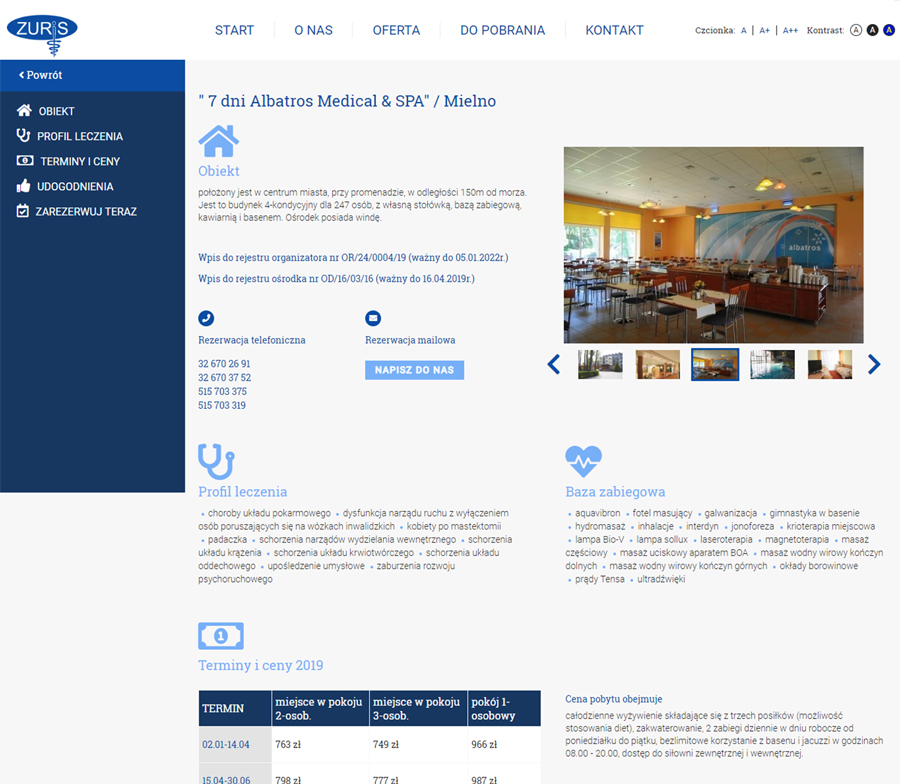 ZURiS
START
O NAS
OFERTA
DO POBRANIA
KONTAKT
Czcionka: A | A+ | A++ Kontrast: A A A
Powrót
OBIEKT
PROFIL LECZENIA
TERMINY I CENY
UDOGODNIENIA
ZAREZERWUJ TERAZ
" 7 dni Albatros Medical & SPA" / Mielno
Obiekt
położony jest w centrum miasta, przy promenadzie, w odległości 150m od morza.
Jest to budynek 4-kondycyjny dla 247 osób, z własną stołówką, bazą zabiegową,
kawiarnią i basenem. Ośrodek posiada windę.
Wpis do rejestru organizatora nr OR/24/0004/19 (ważny do 05.01.2022r.)
Wpis do rejestru ośrodka nr OD/16/03/16 (ważny do 16.04.2019r.)
Rezerwacja telefoniczna
32 670 26 91
32 670 37 52
515 703 375
515 703 319
Rezerwacja mailowa
NAPISZ DO NAS
albatros
Profil leczenia
• choroby układu pokarmowego • dysfunkcja narządu ruchu z wyłączeniem
osób poruszających się na wózkach inwalidzkich • kobiety po mastektomii
• padaczka • schorzenia narządów wydzielania wewnętrznego • schorzenia
układu krążenia • schorzenia układu krwiotwórczego • schorzenia układu
oddechowego • upośledzenie umysłowe • zaburzenia rozwoju
psychoruchowego
Baza zabiegowa
• aquavibron • fotel masujący • galwanizacja • gimnastyka w basenie
• hydromasaż • inhalacje • interdyn • jonoforeza • krioterapia miejscowa
• lampa Bio-V • lampa sollux • laseroterapia • magnetoterapia • masaż
częściowy • masaż uciskowy aparatem BOA • masaż wodny wirowy kończyn
dolnych • masaż wodny wirowy kończyn górnych • okłady borowinowe
• prądy Tensa • ultradźwięki
1
Terminy i ceny 2019
TERMIN
miejsce w pokoju
2-osob.
miejsce w pokoju
3-osob.
pokój 1-
osobowy
02.01-14.04 763 zł 749 zł 966 zł
15.04-30.06 798 zł 777 zł 987 zł
Cena pobytu obejmuje
całodzienne wyżywienie składające się z trzech posiłków (możliwość
stosowania diet), zakwaterowanie, 2 zabiegi dziennie w dniu robocze od
poniedziałku do piątku, bezlimitowe korzystanie z basenu i jacuzzi w godzinach
08.00 - 20.00, dostęp do siłowni zewnętrznej i wewnętrznej.